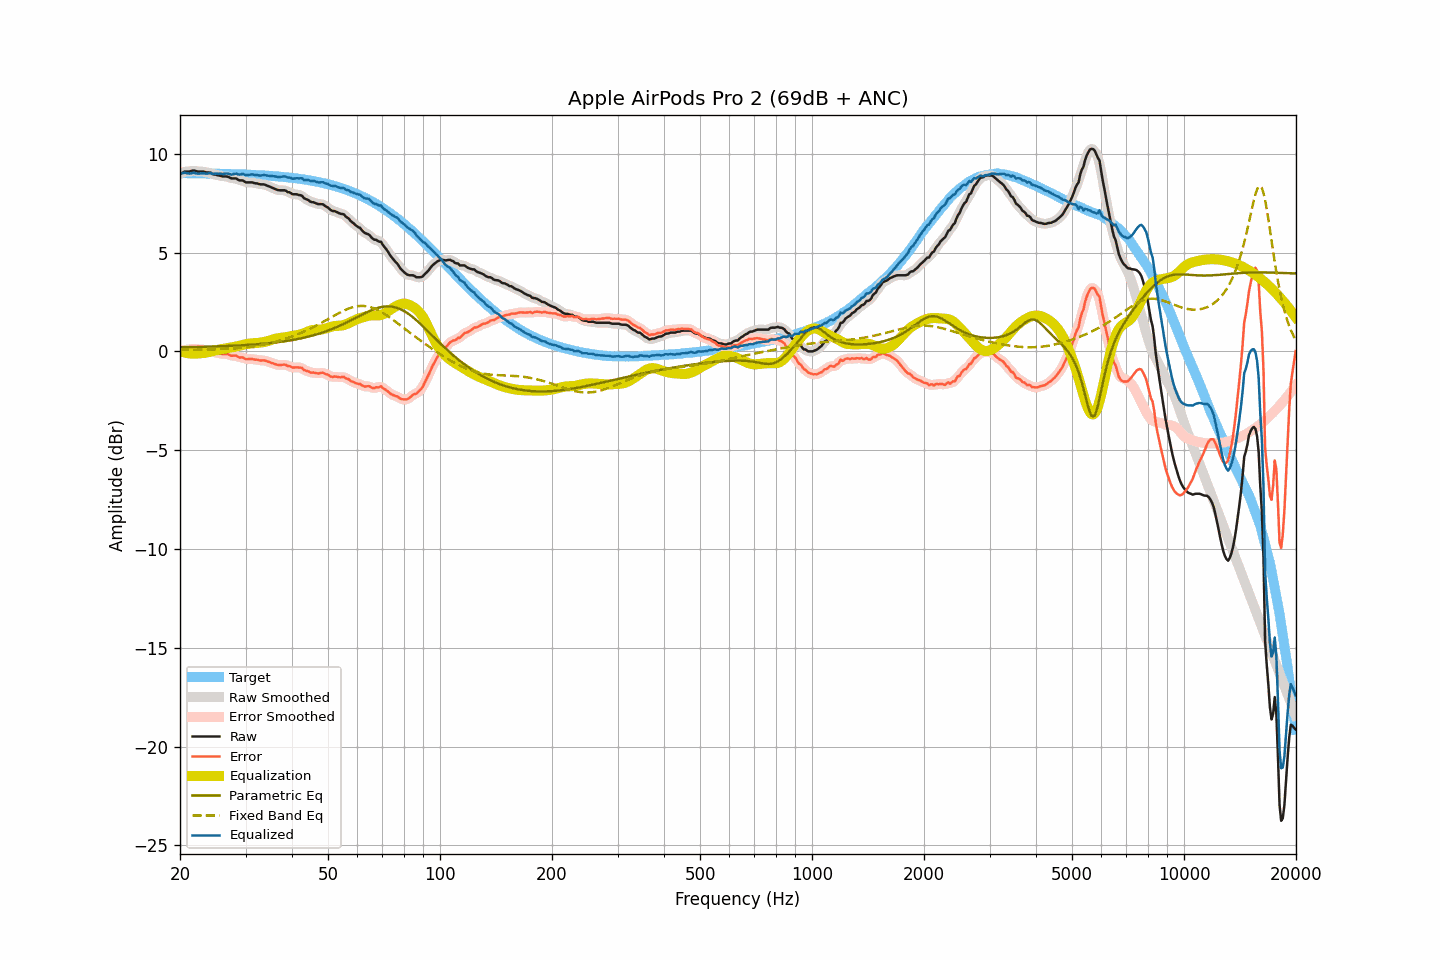 Apple AirPods Pro 2 (69dB + ANC)
10
5
0
−5
−10
−15
−20
−25
Amplitude (dBr)
Target
Raw Smoothed
Error Smoothed
Raw
Error
Equalization
Parametric Eq
Fixed Band Eq
Equalized
20 50 100 200 500 1000 2000 5000 10000 20000
Frequency (Hz)